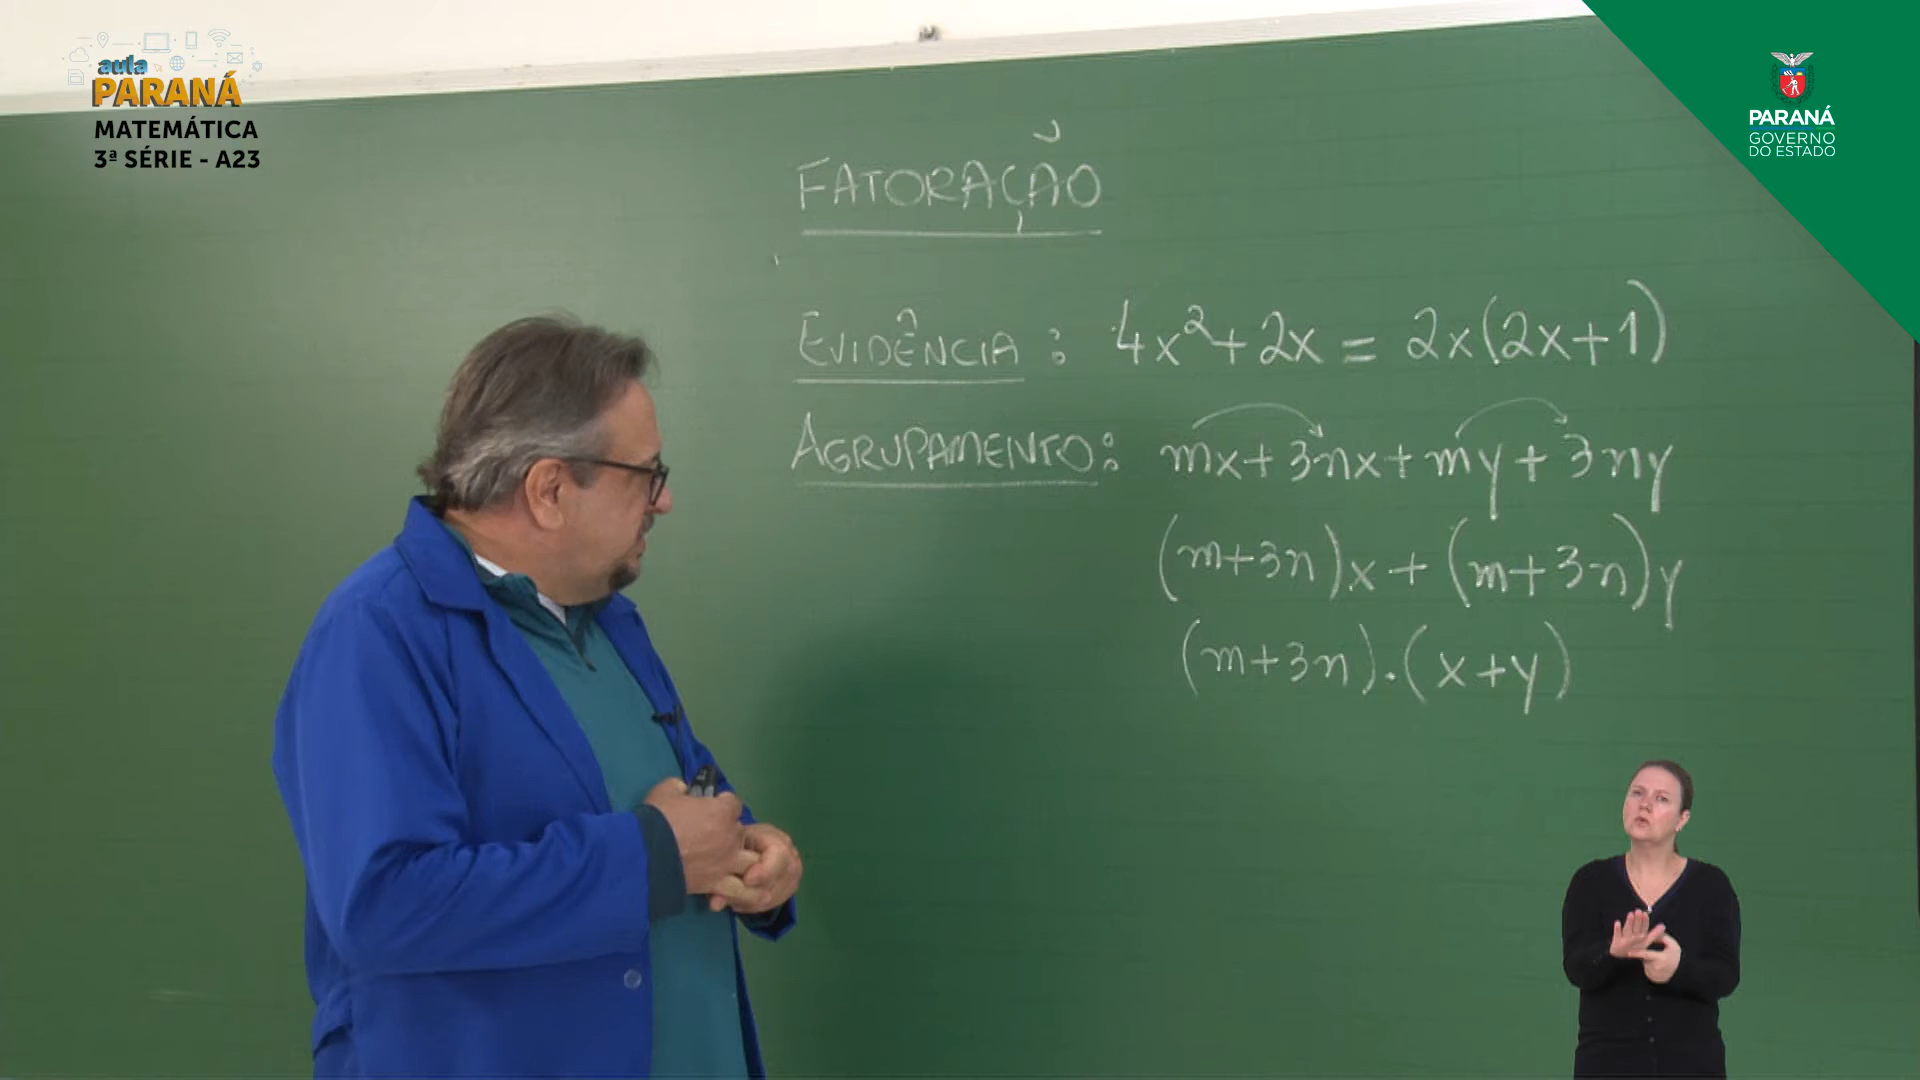 aula
PARANÁ
MATEMÁTICA
3ª SÉRIE - A23
PARANÁ
GOVERNO
DO ESTADO
FATORAÇÃO
EVIDÊNCIA : 4x²+2x = 2x(2x+1)
AGRUPAMENTO: mx+3nx+my+3ny
(m+3n)x+(m+3n)y
(m+3n).(x+y)